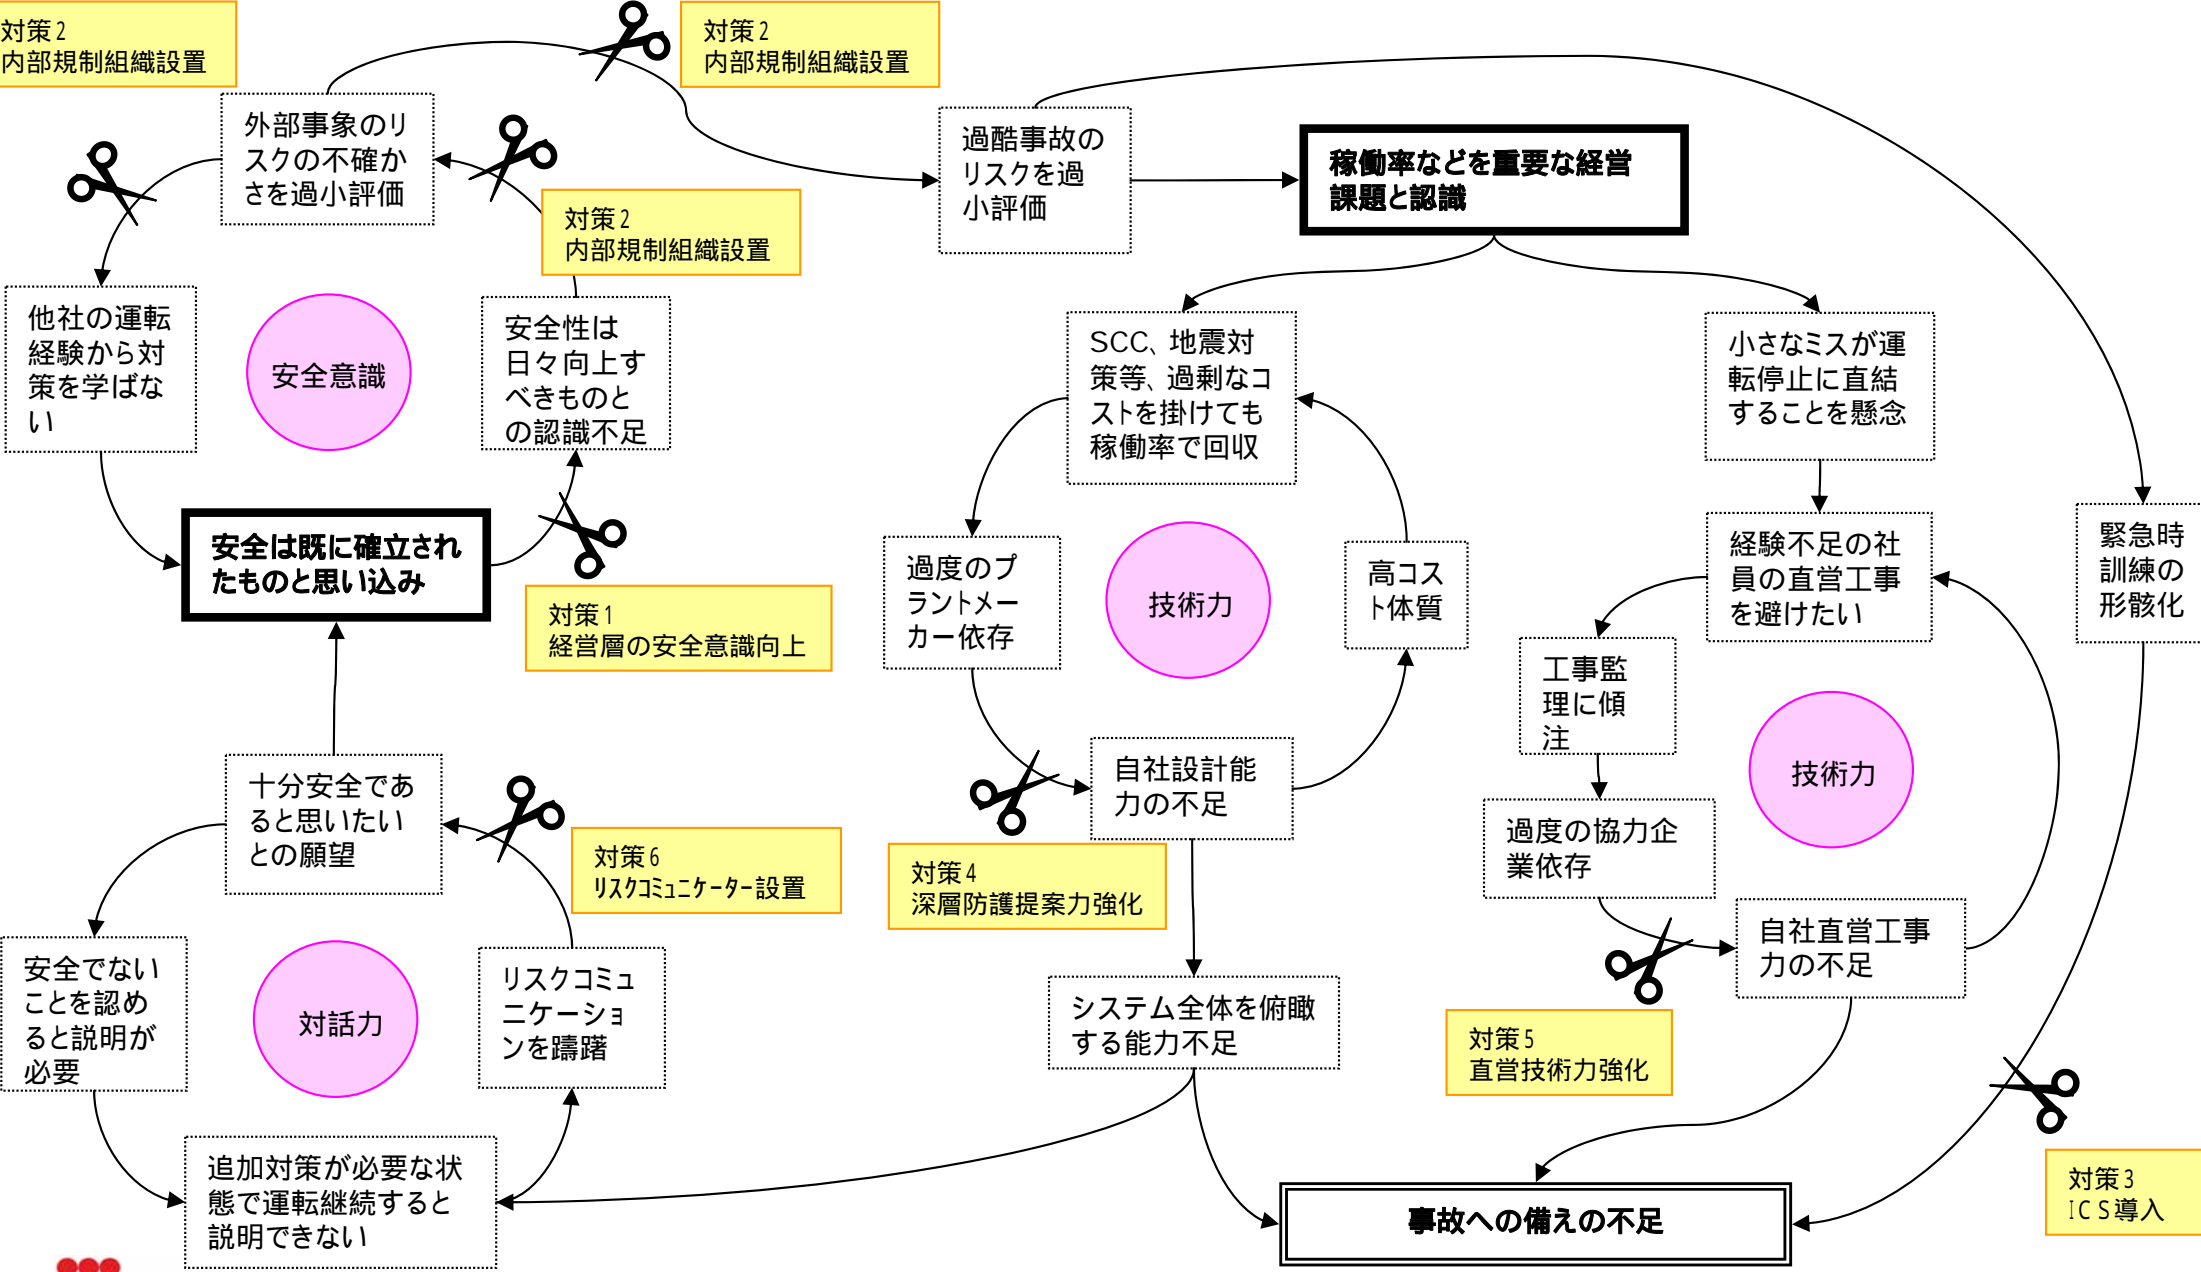 対策2
内部規制組織設置
対策2
内部規制組織設置
外部事象のリ
スクの不確か
さを過小評価
過酷事故の
リスクを過
小評価
稼働率などを重要な経営
課題と認識
対策2
内部規制組織設置
他社の運転
経験から対
策を学ばな
い
安全意識
安全性は
日々向上す
べきものと
の認識不足
SCC、地震対
策等、過剰なコ
ストを掛けても
稼働率で回収
小さなミスが運
転停止に直結
することを懸念
安全は既に確立され
たものと思い込み
過度のプ
ラントメー
カー依存
技術力
高コス
ト体質
経験不足の社
員の直営工事
を避けたい
緊急時
訓練の
形骸化
対策1
経営層の安全意識向上
工事監
理に傾
注
技術力
十分安全であ
ると思いたい
との願望
自社設計能
力の不足
対策6
リスクコミュニケーター設置
対策4
深層防護提案力強化
過度の協力企
業依存
自社直営工事
力の不足
安全でない
ことを認め
ると説明が
必要
対話力
リスクコミュ
ニケーショ
ンを躊躇
システム全体を俯瞰
する能力不足
対策5
直営技術力強化
追加対策が必要な状
態で運転継続すると
説明できない
事故への備えの不足
対策3
ICS導入